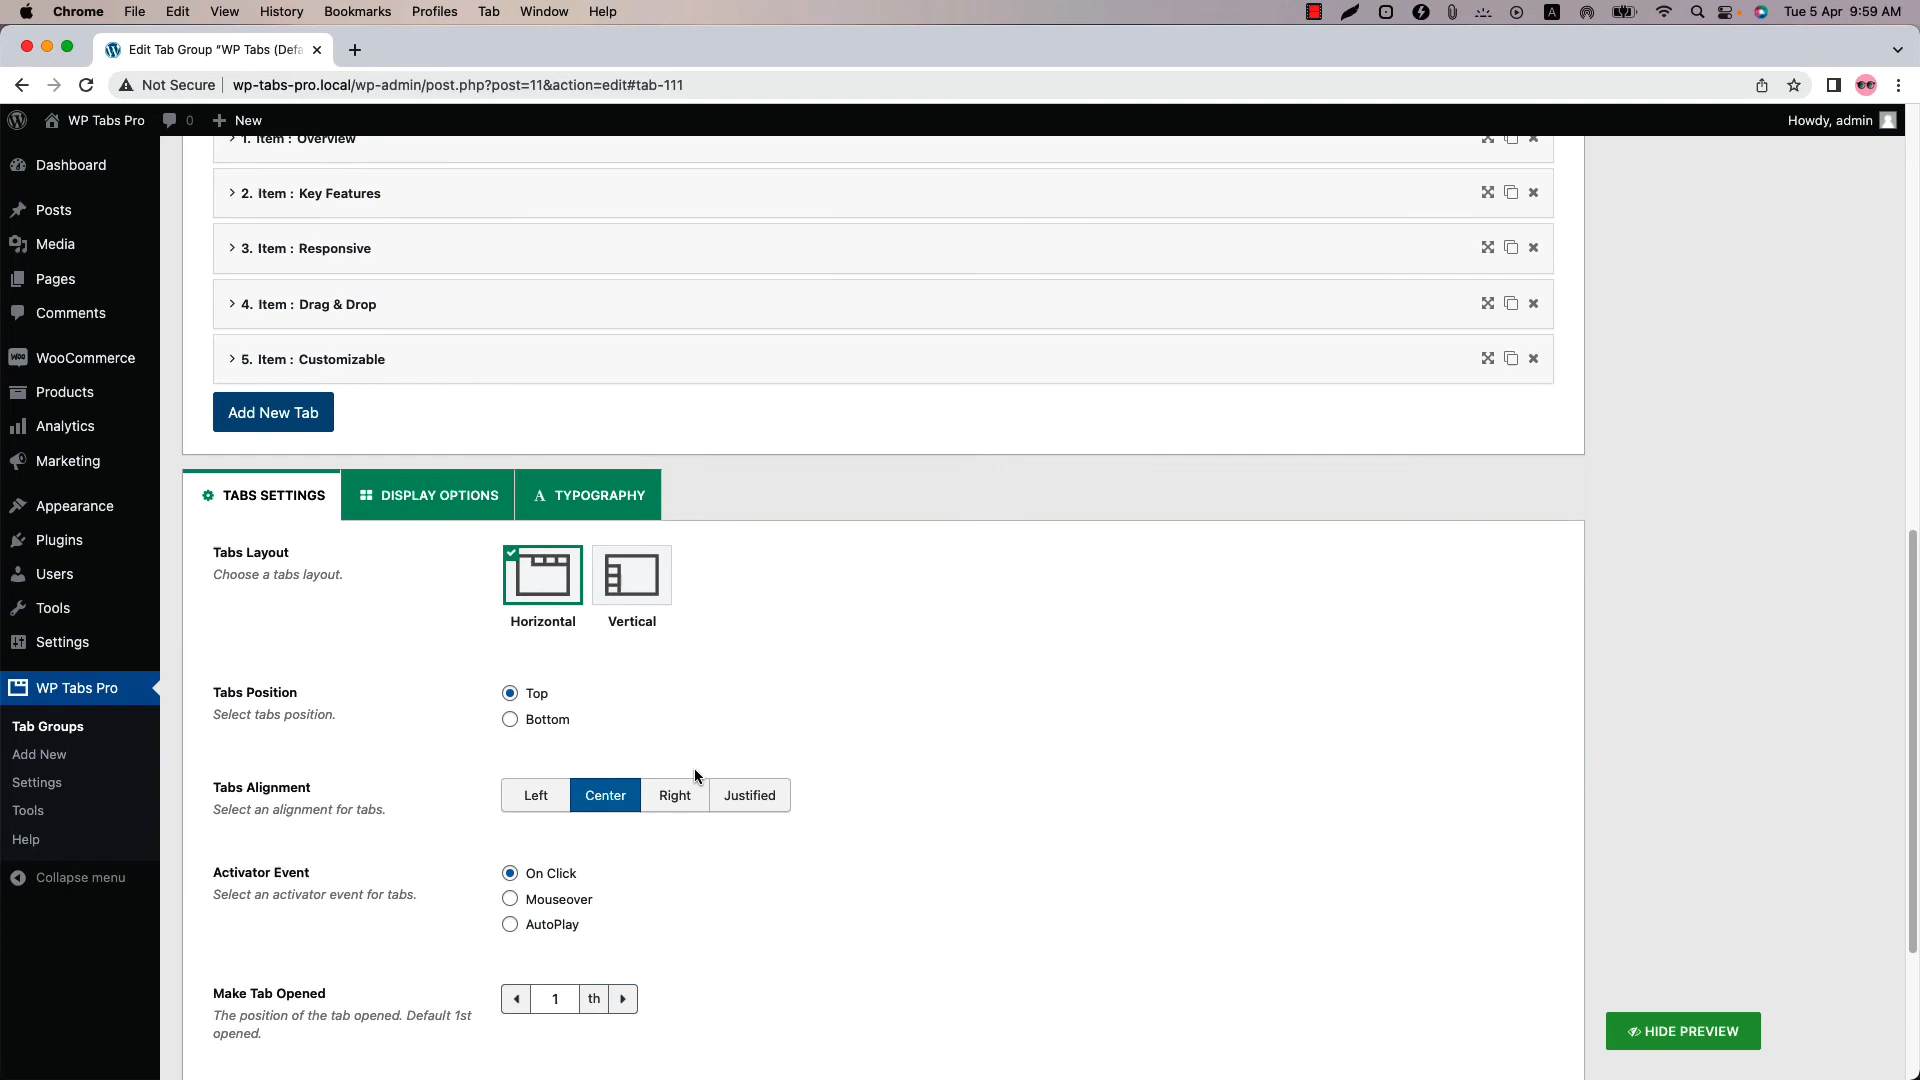 Chrome File Edit View History Bookmarks Profiles Tab Window Help
A
Tue 5 Apr 9:59 AM
Edit Tab Group “WP Tabs (Defa
Not Secure
wp-tabs-pro.local/wp-admin/post.php?post=11&action=edit#tab-111
WP Tabs Pro 0 New
Howdy, admin
Dashboard
Posts
Media
Pages
Comments
Woo WooCommerce
Products
Analytics
Marketing
Appearance
Plugins
Users
Tools
Settings
WP Tabs Pro
Tab Groups
Add New
Settings
Tools
Help
Collapse menu
1. Item : Overview
2. Item : Key Features
3. Item : Responsive
4. Item : Drag & Drop
5. Item : Customizable
Add New Tab
TABS SETTINGS
DISPLAY OPTIONS
A TYPOGRAPHY
Tabs Layout
Choose a tabs layout.
Horizontal
Vertical
Tabs Position
Select tabs position.
Top
Bottom
Tabs Alignment
Select an alignment for tabs.
Left Center Right Justified
Activator Event
Select an activator event for tabs.
On Click
Mouseover
AutoPlay
Make Tab Opened
The position of the tab opened. Default 1st
opened.
1 th
HIDE PREVIEW